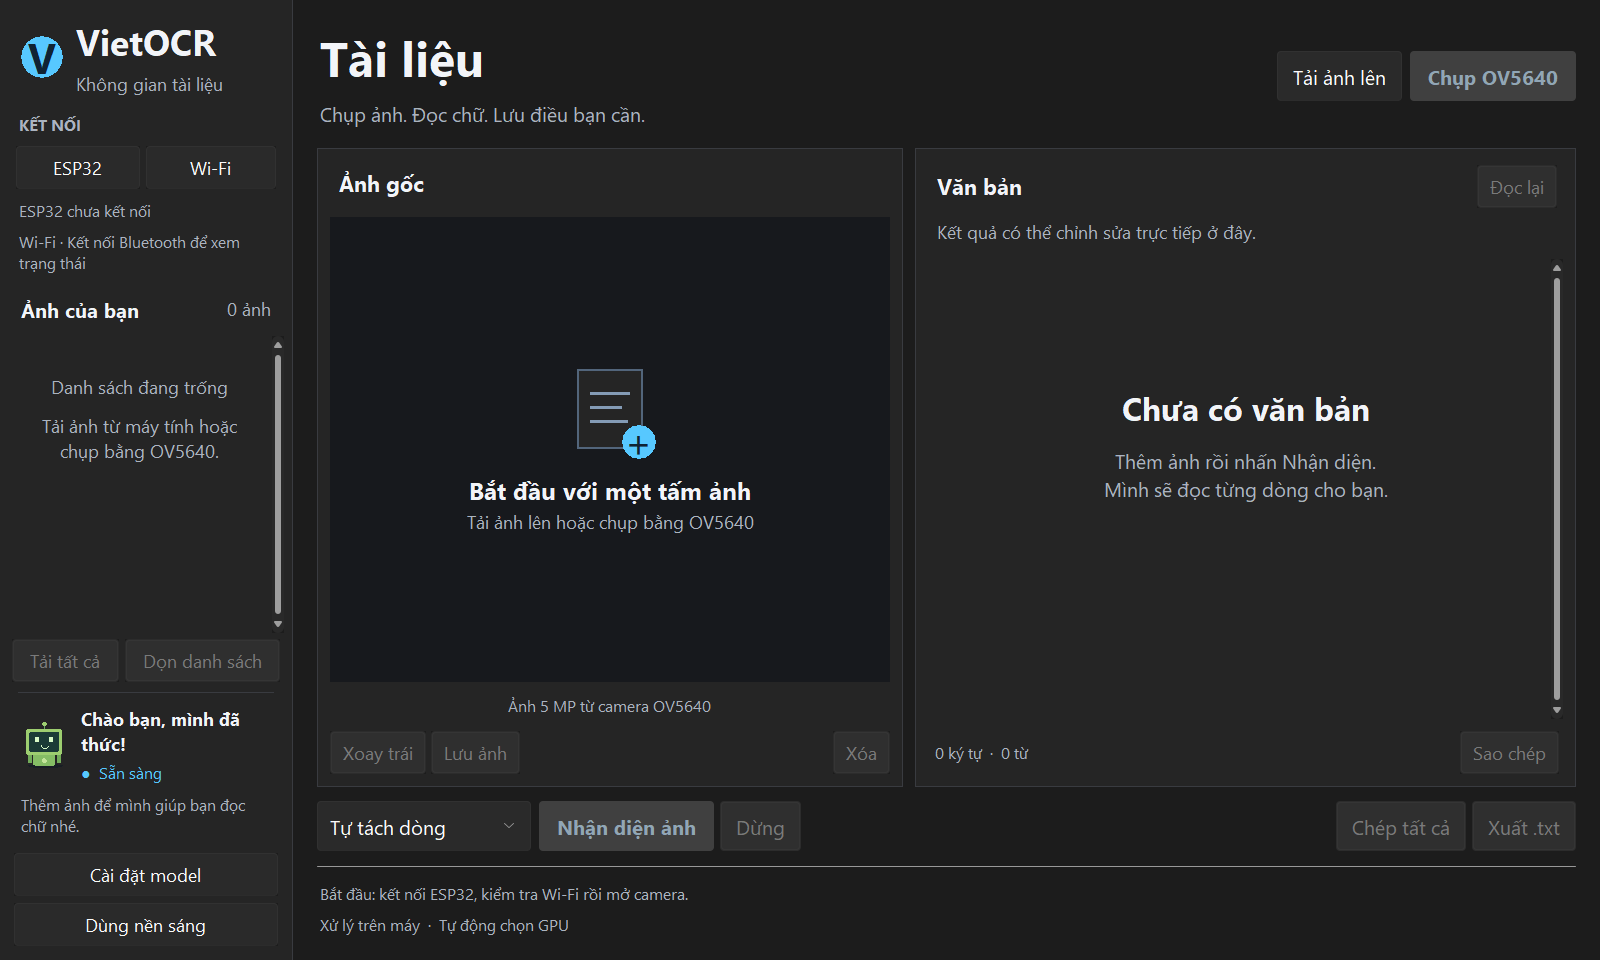 V
VietOCR
Không gian tài liệu
KẾT NỐI
ESP32
Wi-Fi
ESP32 chưa kết nối
Wi-Fi · Kết nối Bluetooth để xem
trạng thái
Ảnh của bạn
0 ảnh
Danh sách đang trống
Tải ảnh từ máy tính hoặc
chụp bằng OV5640.
Tải tất cả
Dọn danh sách
Chào bạn, mình đã
thức!
● Sẵn sàng
Thêm ảnh để mình giúp bạn đọc
chữ nhé.
Cài đặt model
Dùng nền sáng
Tài liệu
Chụp ảnh. Đọc chữ. Lưu điều bạn cần.
Tải ảnh lên
Chụp OV5640
Ảnh gốc
Bắt đầu với một tấm ảnh
Tải ảnh lên hoặc chụp bằng OV5640
Ảnh 5 MP từ camera OV5640
Xoay trái
Lưu ảnh
Xóa
Văn bản
Đọc lại
Kết quả có thể chỉnh sửa trực tiếp ở đây.
Chưa có văn bản
Thêm ảnh rồi nhấn Nhận diện.
Mình sẽ đọc từng dòng cho bạn.
0 ký tự · 0 từ
Sao chép
Tự tách dòng
Nhận diện ảnh
Dừng
Chép tất cả
Xuất .txt
Bắt đầu: kết nối ESP32, kiểm tra Wi-Fi rồi mở camera.
Xử lý trên máy · Tự động chọn GPU